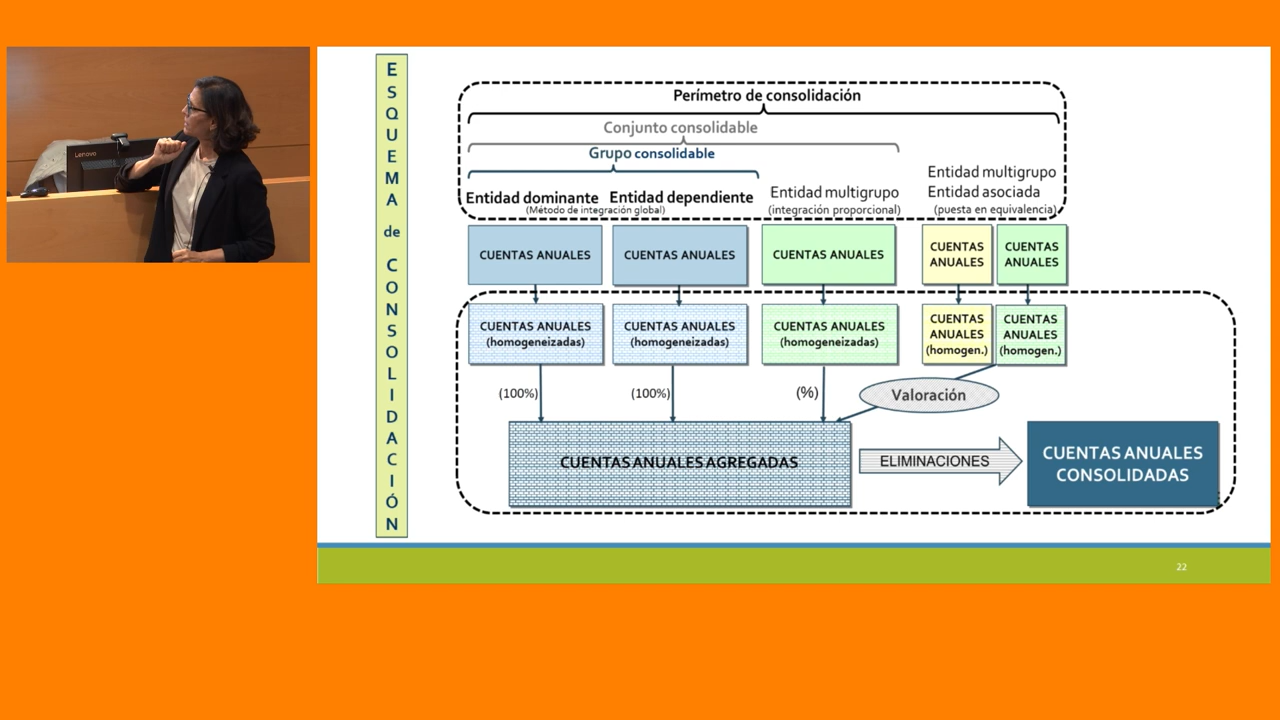 Lenovo
ESQUEMA
de
CONSOLIDACIÓN
Perímetro de consolidación
Conjunto consolidable
Grupo consolidable
Entidad dominante Entidad dependiente
(Método de integración global)
Entidad multigrupo
(integración proporcional)
Entidad multigrupo
Entidad asociada
(puesta en equivalencia)
CUENTAS ANUALES
CUENTAS ANUALES
CUENTAS ANUALES
CUENTAS
ANUALES
CUENTAS
ANUALES
CUENTAS ANUALES
(homogeneizadas)
CUENTAS ANUALES
(homogeneizadas)
CUENTAS ANUALES
(homogeneizadas)
CUENTAS
ANUALES
(homogen.)
CUENTAS
ANUALES
(homogen.)
(100%)
(100%)
(%)
Valoración
CUENTAS ANUALES AGREGADAS
ELIMINACIONES
CUENTAS ANUALES
CONSOLIDADAS
22